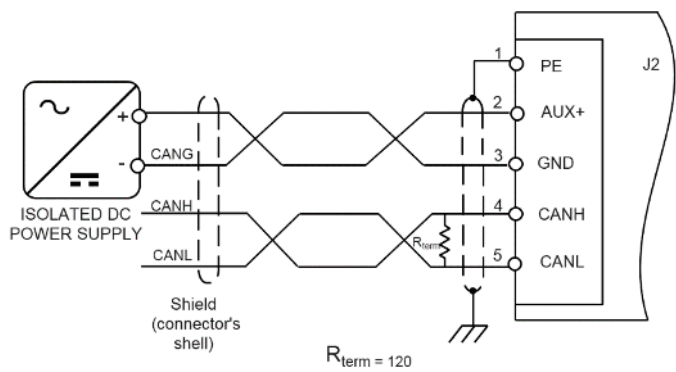 1
PE
J2
+
2
AUX+
-
CANG
3
GND
ISOLATED DC
POWER SUPPLY
CANH
4
CANH
Rterm
CANL
5
CANL
Shield
(connector's
shell)
Rterm = 120